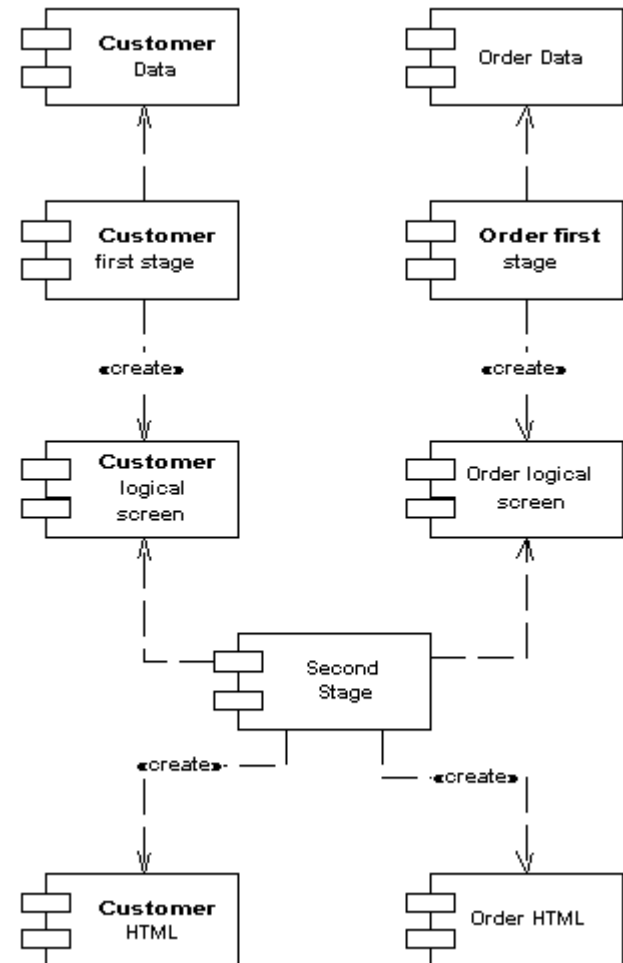 Customer
Data
Order Data
Customer
first stage
Order first
stage
«create»
«create»
Customer
logical
screen
Order logical
screen
Second
Stage
«create»
«create»
Customer
HTML
Order HTML